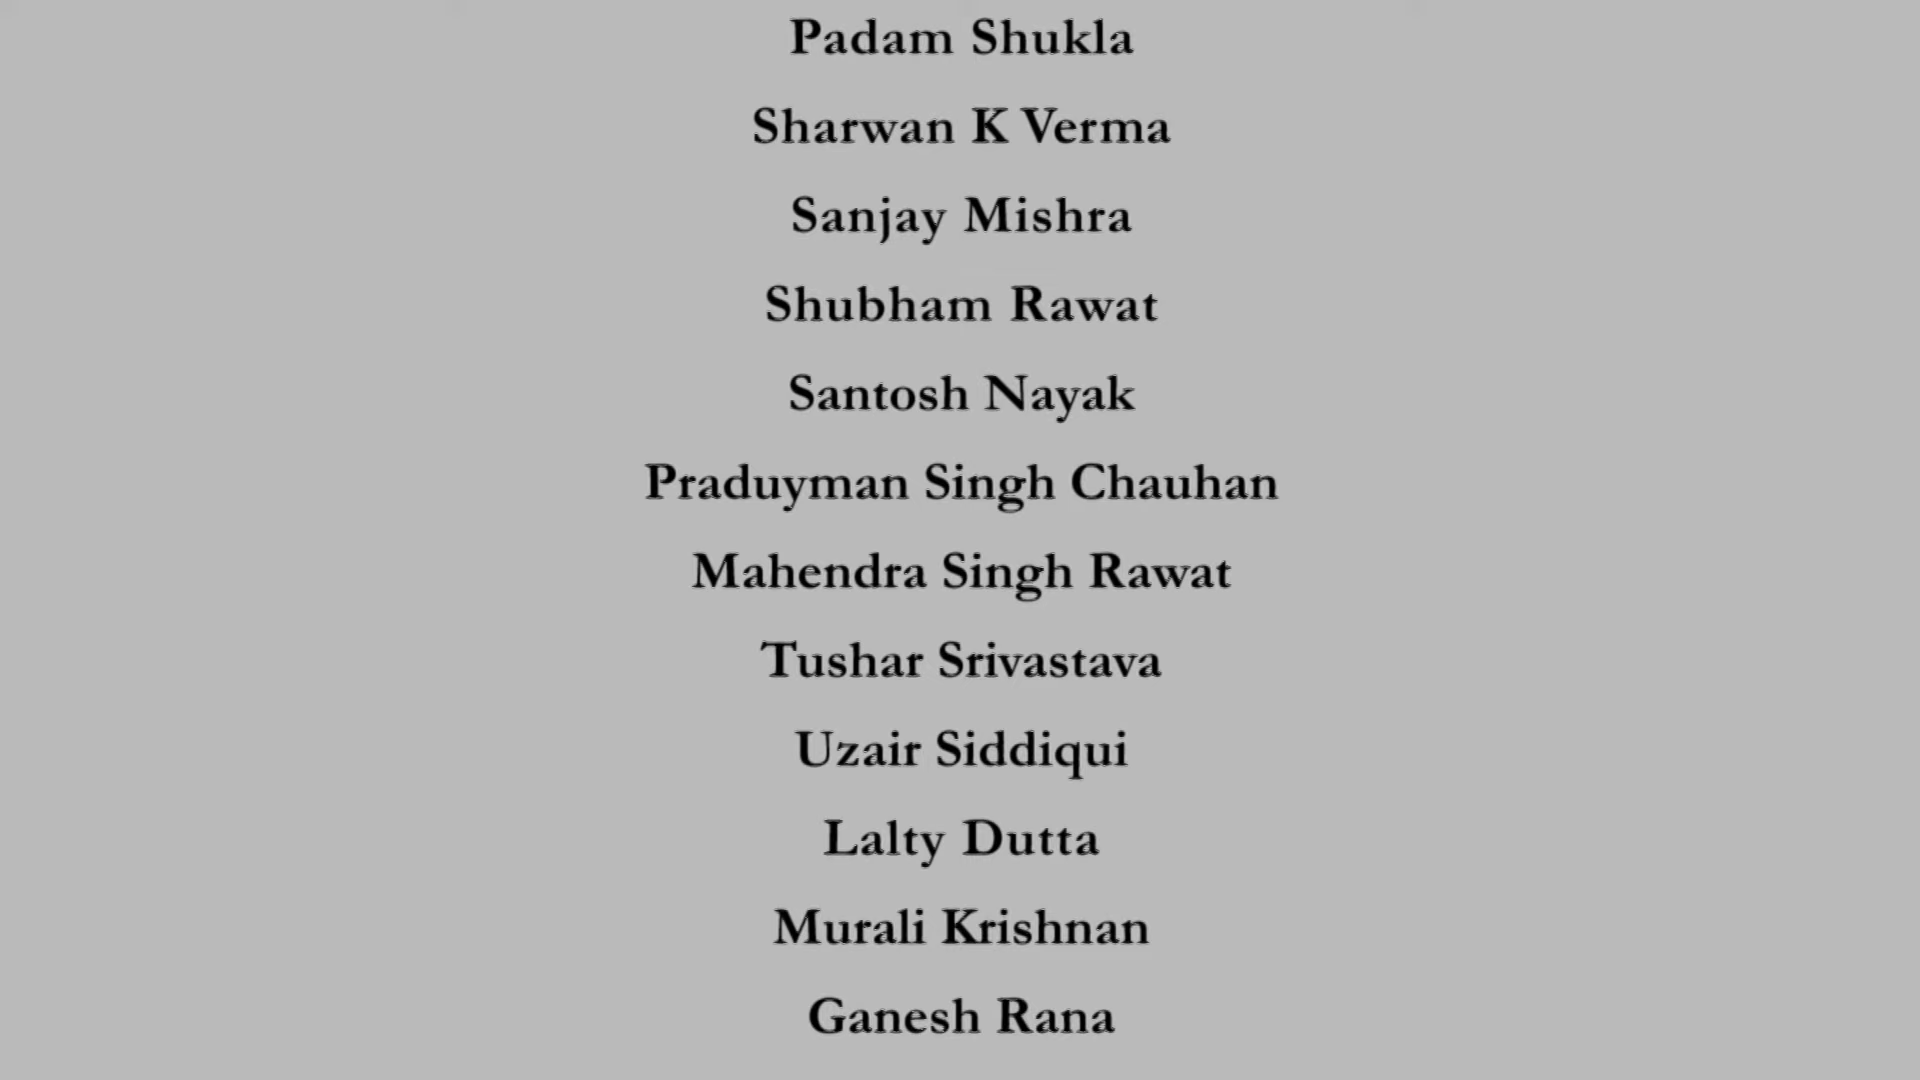 Padam Shukla
Sharwan K Verma
Sanjay Mishra
Shubham Rawat
Santosh Nayak
Praduyman Singh Chauhan
Mahendra Singh Rawat
Tushar Srivastava
Uzair Siddiqui
Lalty Dutta
Murali Krishnan
Ganesh Rana